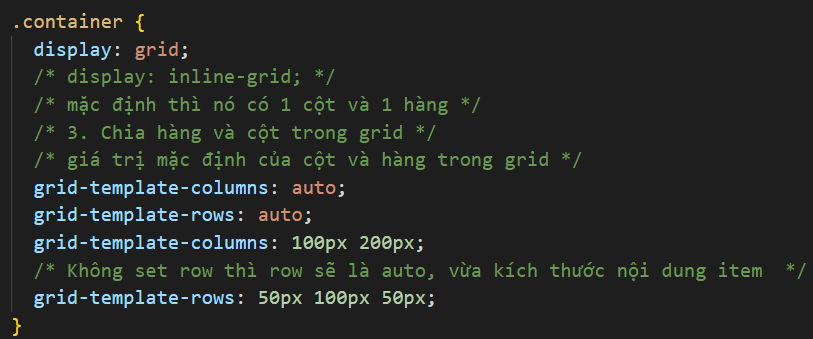 .container {
display: grid;
/* display: inline-grid; */
/* mặc định thì nó có 1 cột và 1 hàng */
/* 3. Chia hàng và cột trong grid */
/* giá trị mặc định của cột và hàng trong grid */
grid-template-columns: auto;
grid-template-rows: auto;
grid-template-columns: 100px 200px;
/* Không set row thì row sẽ là auto, vừa kích thước nội dung item  */
grid-template-rows: 50px 100px 50px;
}